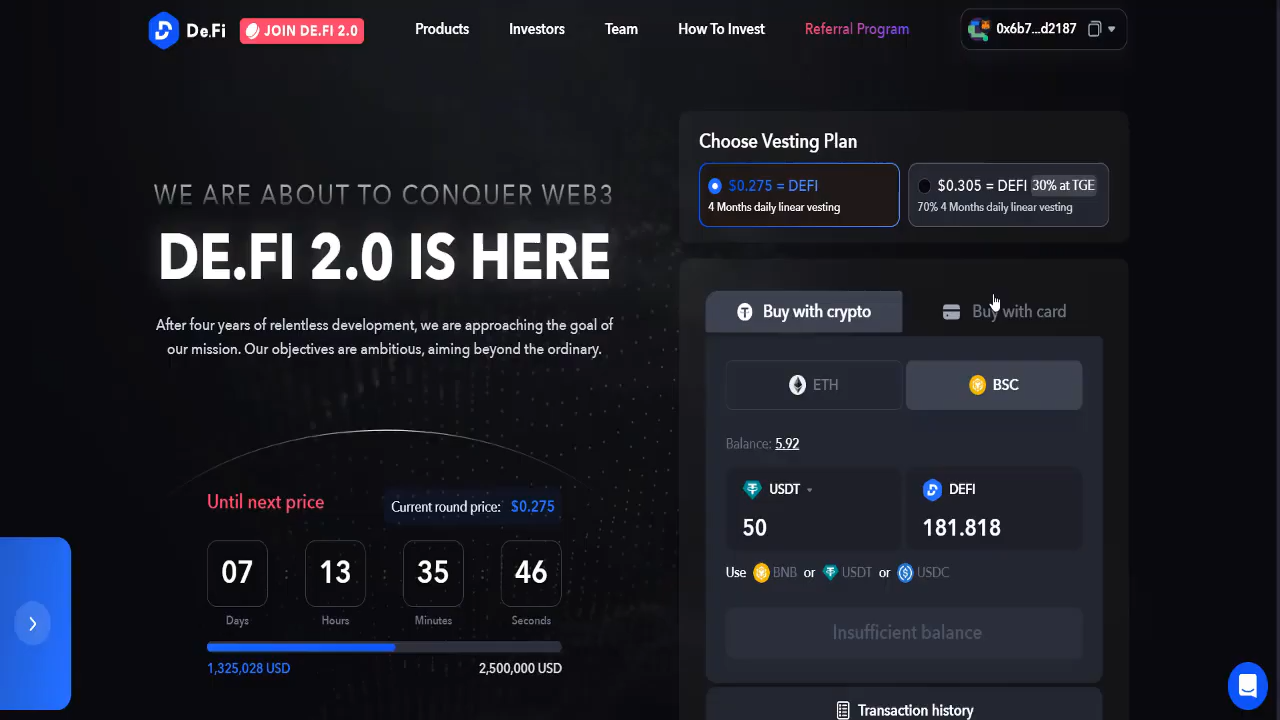 De.Fi
JOIN DE.FI 2.0
Products
Investors
Team
How To Invest
Referral Program
0x6b7...d2187
WE ARE ABOUT TO CONQUER WEB3
DE.FI 2.0 IS HERE
After four years of relentless development, we are approaching the goal of
our mission. Our objectives are ambitious, aiming beyond the ordinary.
Until next price
Current round price: $0.275
07 : 13 : 35 : 46
Days Hours Minutes Seconds
1,325,028 USD
2,500,000 USD
Choose Vesting Plan
$0.275 = DEFI
4 Months daily linear vesting
$0.305 = DEFI 30% at TGE
70% 4 Months daily linear vesting
Buy with crypto
Buy with card
ETH
BSC
Balance: 5.92
USDT
50
DEFI
181.818
Use BNB or USDT or USDC
Insufficient balance
Transaction history